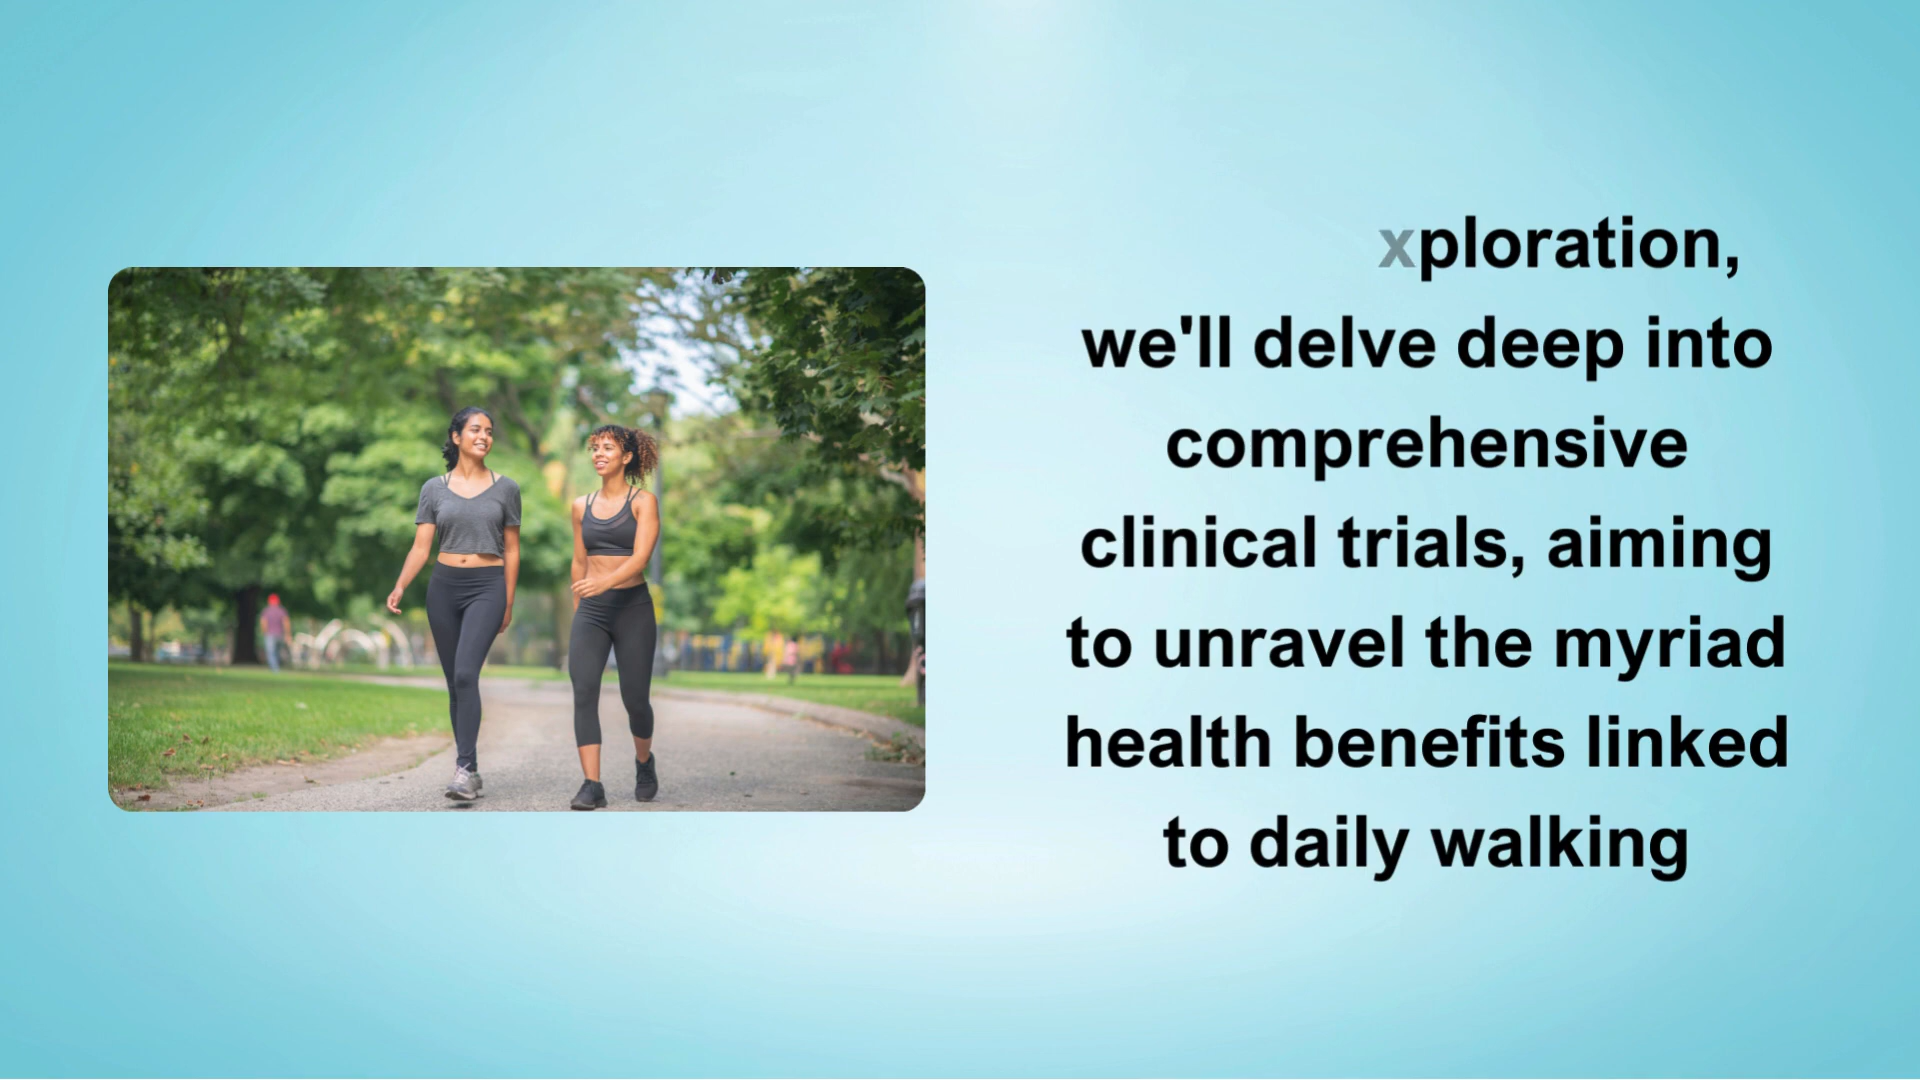 xploration,
we'll delve deep into
comprehensive
clinical trials, aiming
to unravel the myriad
health benefits linked
to daily walking